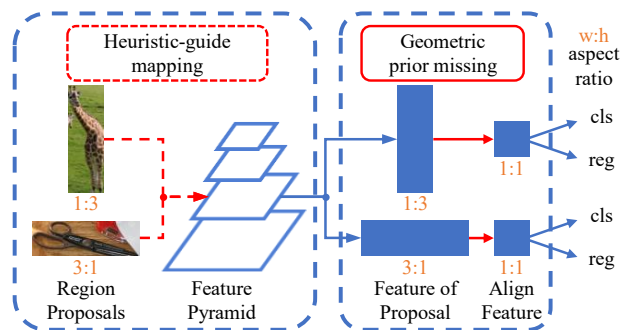 Heuristic-guide
mapping
Geometric
prior missing
w:h
aspect
ratio
cls
reg
1:3
1:3
1:1
cls
reg
3:1
3:1
1:1
Region
Proposals
Feature
Pyramid
Feature of
Proposal
Align
Feature